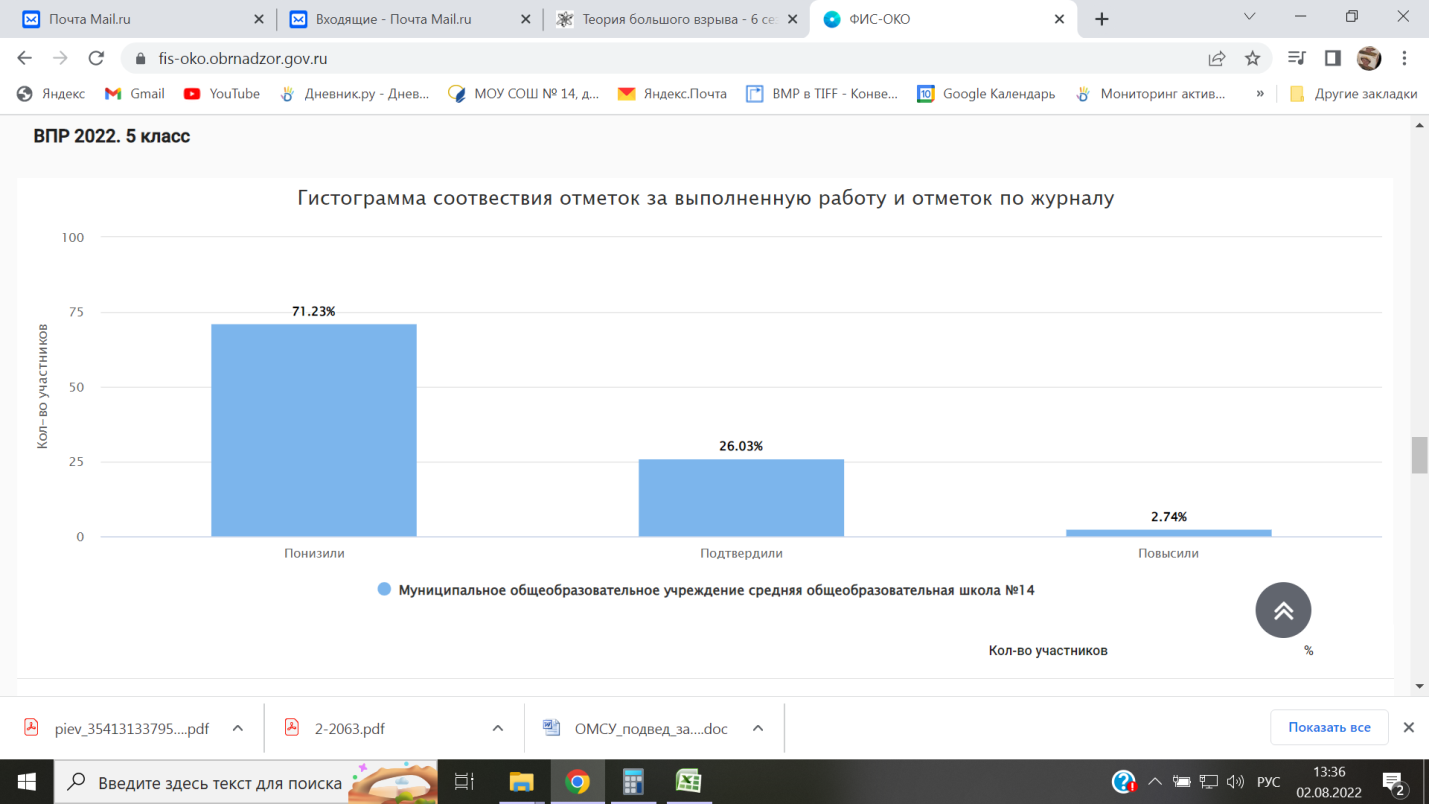 Почта Mail.ru
Входящие - Почта Mail.ru
Теория большого взрыва - 6 се
ФИС-ОКО
fis-oko.obrnadzor.gov.ru
Яндекс
Gmail
YouTube
Дневник.ру - Днев...
МОУ СОШ № 14, д...
Яндекс.Почта
BMP в TIFF - Конве...
10
Google Календарь
Мониторинг актив...
»
Другие закладки
ВПР 2022. 5 класс
Гистограмма соотвествия отметок за выполненную работу и отметок по журналу
Кол-во участников
100
75
50
25
0
71.23%
26.03%
2.74%
Понизили
Подтвердили
Повысили
Муниципальное общеобразовательное учреждение средняя общеобразовательная школа №14
Кол-во участников
%
piev_35413133795....pdf
2-2063.pdf
ОМСУ_подвед_за....doc
Показать все
Введите здесь текст для поиска
РУС
13:36
02.08.2022
2